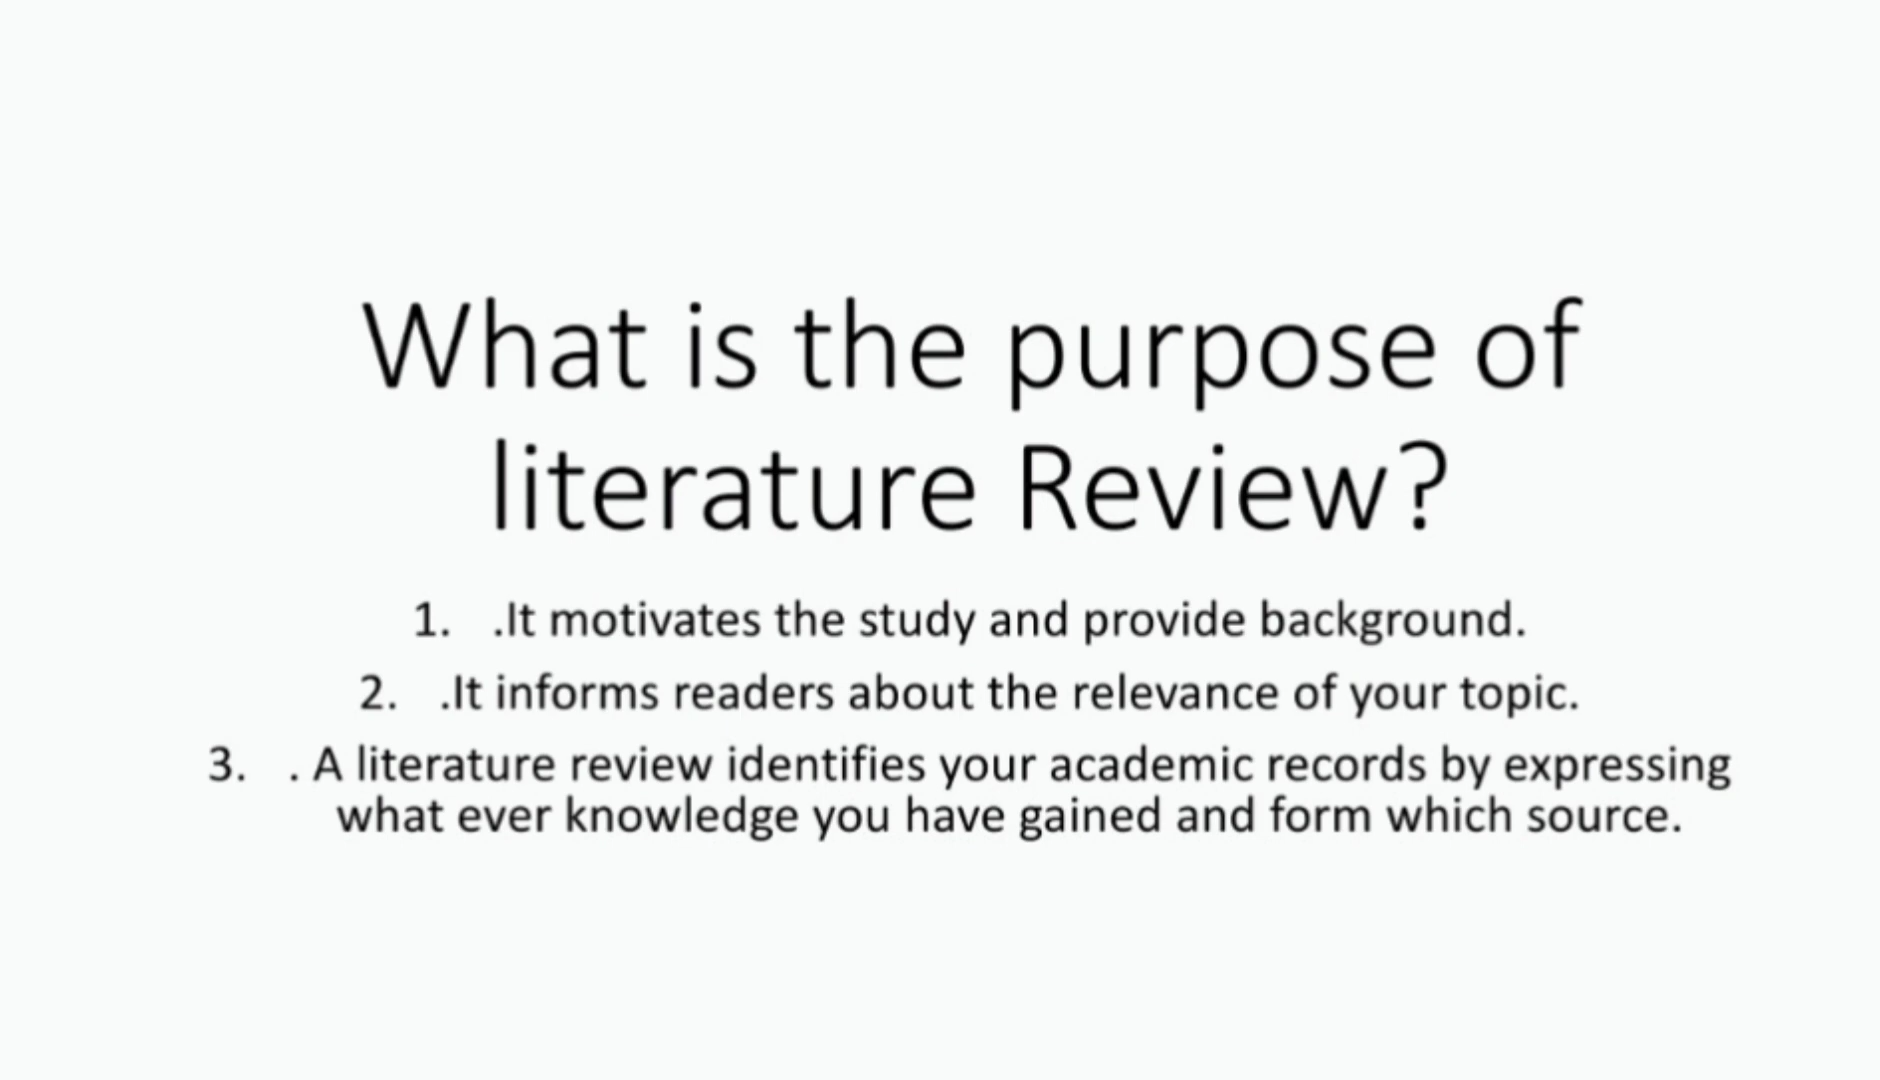 What is the purpose of
literature Review?
1. .It motivates the study and provide background.
2. .It informs readers about the relevance of your topic.
3. . A literature review identifies your academic records by expressing
what ever knowledge you have gained and form which source.